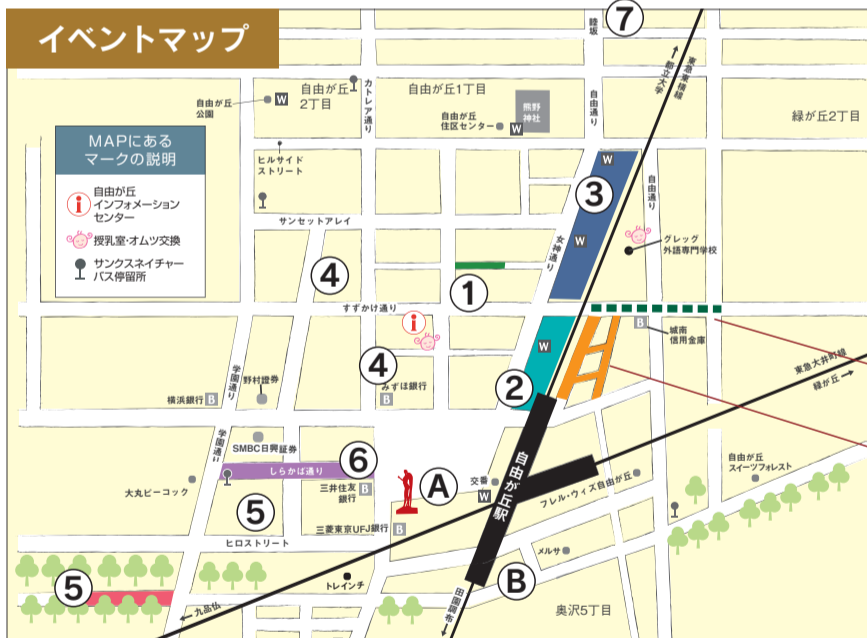 イベントマップ
MAPにある
マークの説明
i
自由が丘
インフォメーション
センター
授乳室・オムツ交換
サンクスネイチャー
バス停留所
自由が丘
公園
W
自由が丘
2丁目
カトレア通り
自由が丘1丁目
自由が丘
住区センター
W
熊野
神社
睦坂
7
自由通り
東急東横線
都立大学
緑が丘2丁目
ヒルサイド
ストリート
サンセットアレイ
W
3
W
女神通り
自由通り
グレッグ
外語専門学校
4
1
すずかけ通り
i
4
みずほ銀行
B
W
2
B
城南
信用金庫
東急大井町線
緑が丘
学園通り
野村證券
横浜銀行
B
学園通り
SMBC日興証券
しらかば通り
6
三井住友
銀行
B
A
交番
W
自由が丘駅
フレル・ウィズ自由が丘
自由が丘
スイーツフォレスト
大丸ピーコック
5
三菱東京UFJ銀行
B
ヒロストリート
メルサ
B
トレインチ
5
九品仏
田園調布
奥沢5丁目